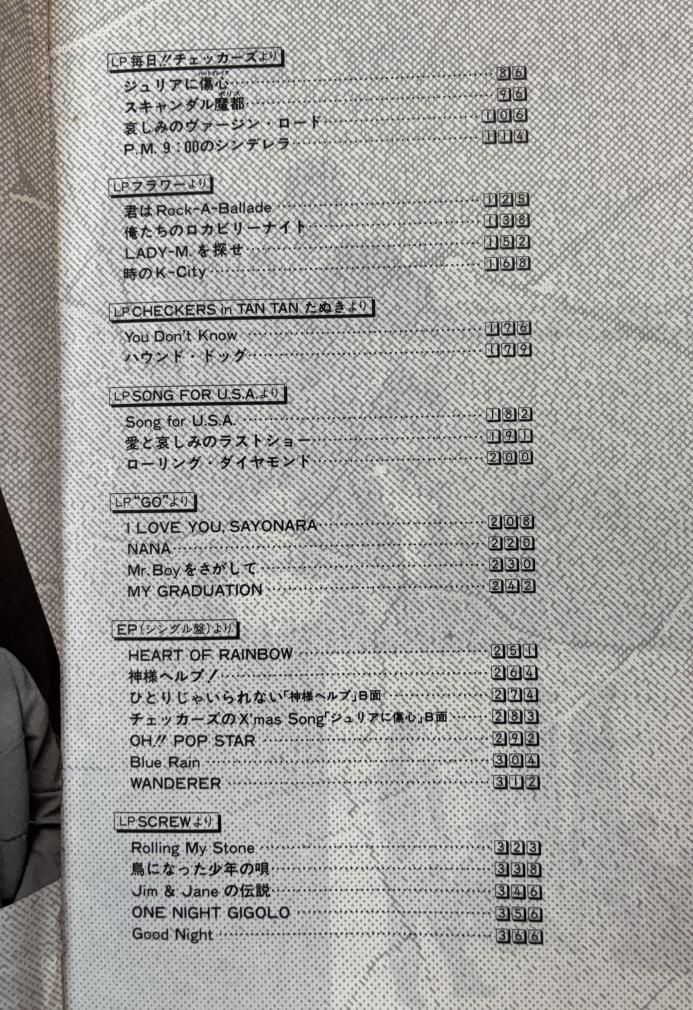 LP毎日!!チェッカーズより
ジュリアに傷心(ハートブレイク)……86
スキャンダル魔都(ポリス)……96
哀しみのヴァージン・ロード……106
P.M. 9:00のシンデレラ……114
LPフラワーより
君はRock-A-Ballade……125
俺たちのロカビリーナイト……138
LADY-M.を探せ……152
時のK-City……168
LP CHECKERS in TAN TAN たぬきより
You Don't Know……176
ハウンド・ドッグ……179
LP SONG FOR U.S.A.より
Song for U.S.A.……182
愛と哀しみのラストショー……191
ローリング・ダイヤモンド……200
LP "GO"より
I LOVE YOU, SAYONARA……208
NANA……220
Mr. Boyをさがして……230
MY GRADUATION……242
EP(シングル盤)より
HEART OF RAINBOW……251
神様ヘルプ!……264
ひとりじゃいられない「神様ヘルプ」B面……274
チェッカーズのX'mas Song「ジュリアに傷心」B面……283
OH!! POP STAR……292
Blue Rain……304
WANDERER……312
LP SCREWより
Rolling My Stone……323
鳥になった少年の唄……338
Jim & Janeの伝説……346
ONE NIGHT GIGOLO……356
Good Night……366